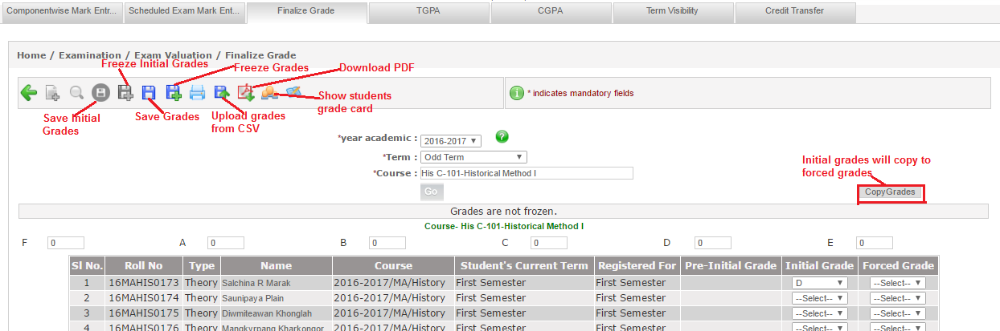 Componentwise Mark Entr...
Scheduled Exam Mark Ent...
Finalize Grade
TGPA
CGPA
Term Visibility
Credit Transfer
Home / Examination / Exam Valuation / Finalize Grade
Freeze Initial Grades
Freeze Grades
Download PDF
* indicates mandatory fields
Save Initial
Grades
Save Grades
Upload grades
from CSV
Show students
grade card
*year academic : 2016-2017
*Term : Odd Term
*Course : His C-101-Historical Method I
Go
Initial grades will copy to
forced grades
CopyGrades
Grades are not frozen.
Course- His C-101-Historical Method I
F 0 A 0 B 0 C 0 D 0 E 0
Sl No. Roll No Type Name Course Student's Current Term Registered For Pre-Initial Grade Initial Grade Forced Grade
1 16MAHIS0173 Theory Salchina R Marak 2016-2017/MA/History First Semester First Semester D --Select--
2 16MAHIS0174 Theory Saunipaya Plain 2016-2017/MA/History First Semester First Semester --Select-- --Select--
3 16MAHIS0175 Theory Diwmiteawan Khonglah 2016-2017/MA/History First Semester First Semester --Select-- --Select--
4 16MAHIS0176 Theory Mangkyrpang Kharkongor 2016-2017/MA/History First Semester First Semester --Select-- --Select--